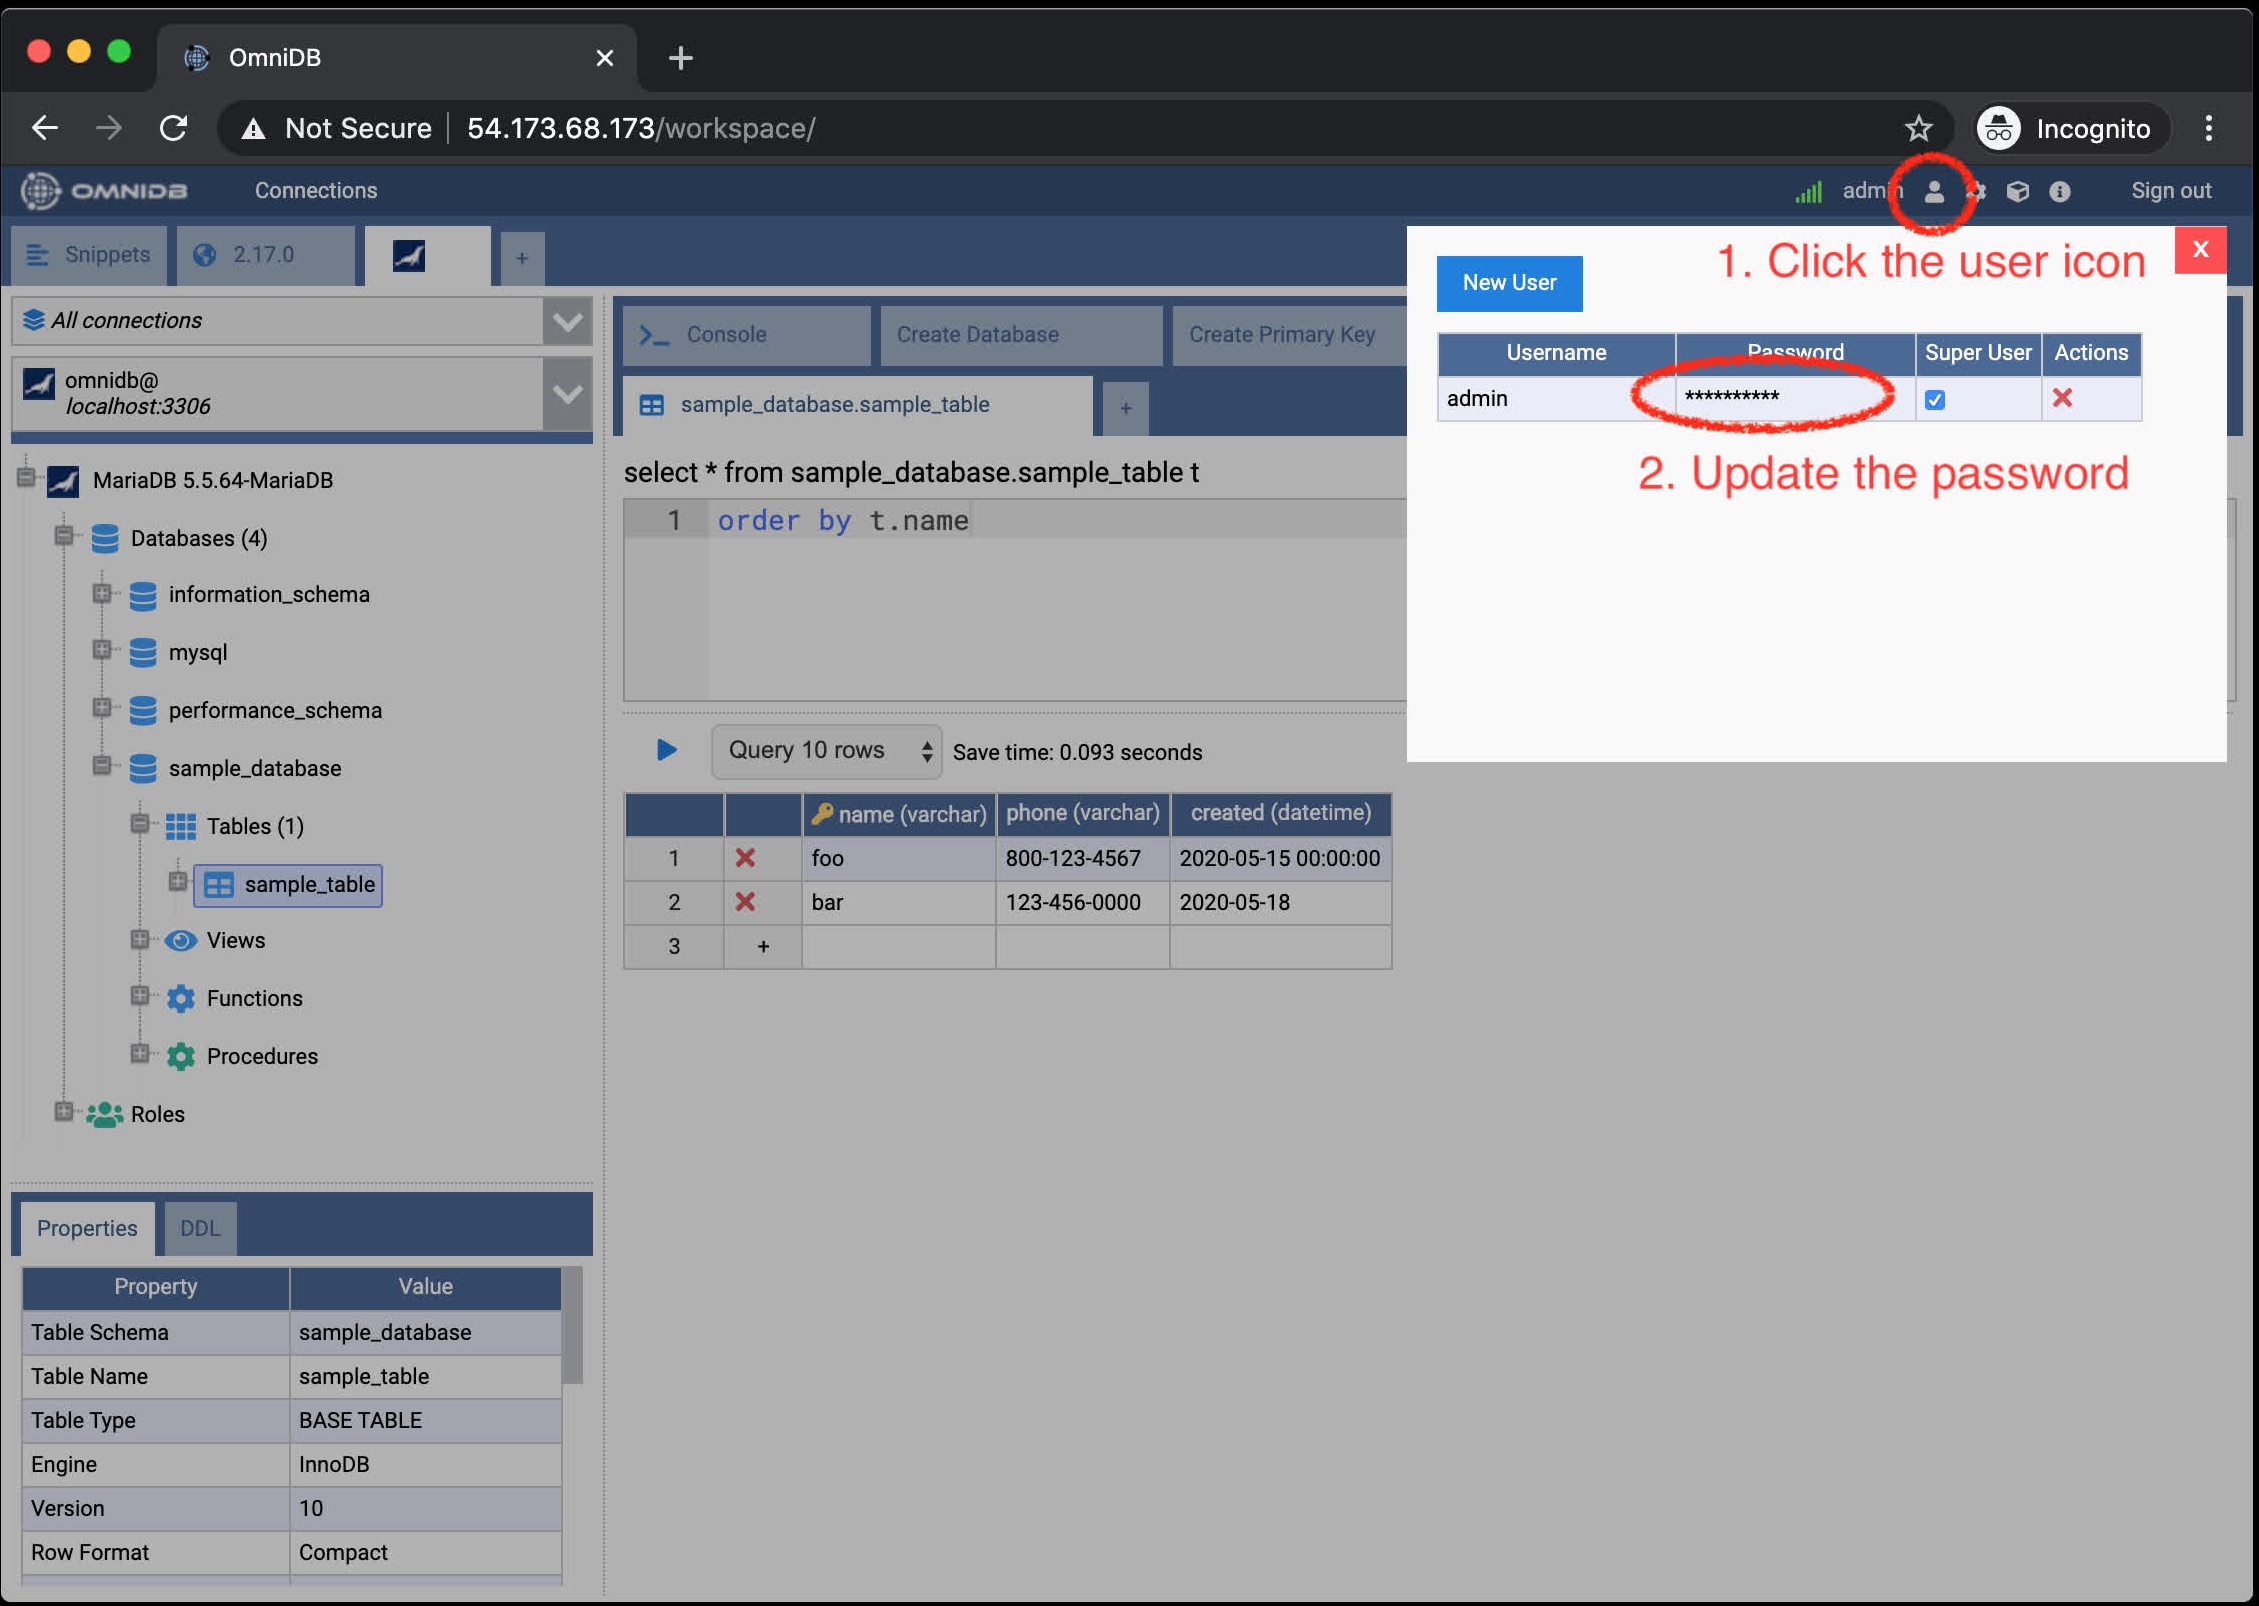 OmniDB
Not Secure
54.173.68.173/workspace/
Incognito
OMNIDB
Connections
admin
Sign out
Snippets
2.17.0
+
1. Click the user icon
X
New User
Username Password Super User Actions
admin **********
2. Update the password
All connections
omnidb@
localhost:3306
Console
Create Database
Create Primary Key
sample_database.sample_table
+
MariaDB 5.5.64-MariaDB
Databases (4)
information_schema
mysql
performance_schema
sample_database
Tables (1)
sample_table
Views
Functions
Procedures
Roles
select * from sample_database.sample_table t
1 order by t.name
Query 10 rows
Save time: 0.093 seconds
name (varchar) phone (varchar) created (datetime)
1 foo 800-123-4567 2020-05-15 00:00:00
2 bar 123-456-0000 2020-05-18
3 +
Properties
DDL
Property Value
Table Schema sample_database
Table Name sample_table
Table Type BASE TABLE
Engine InnoDB
Version 10
Row Format Compact